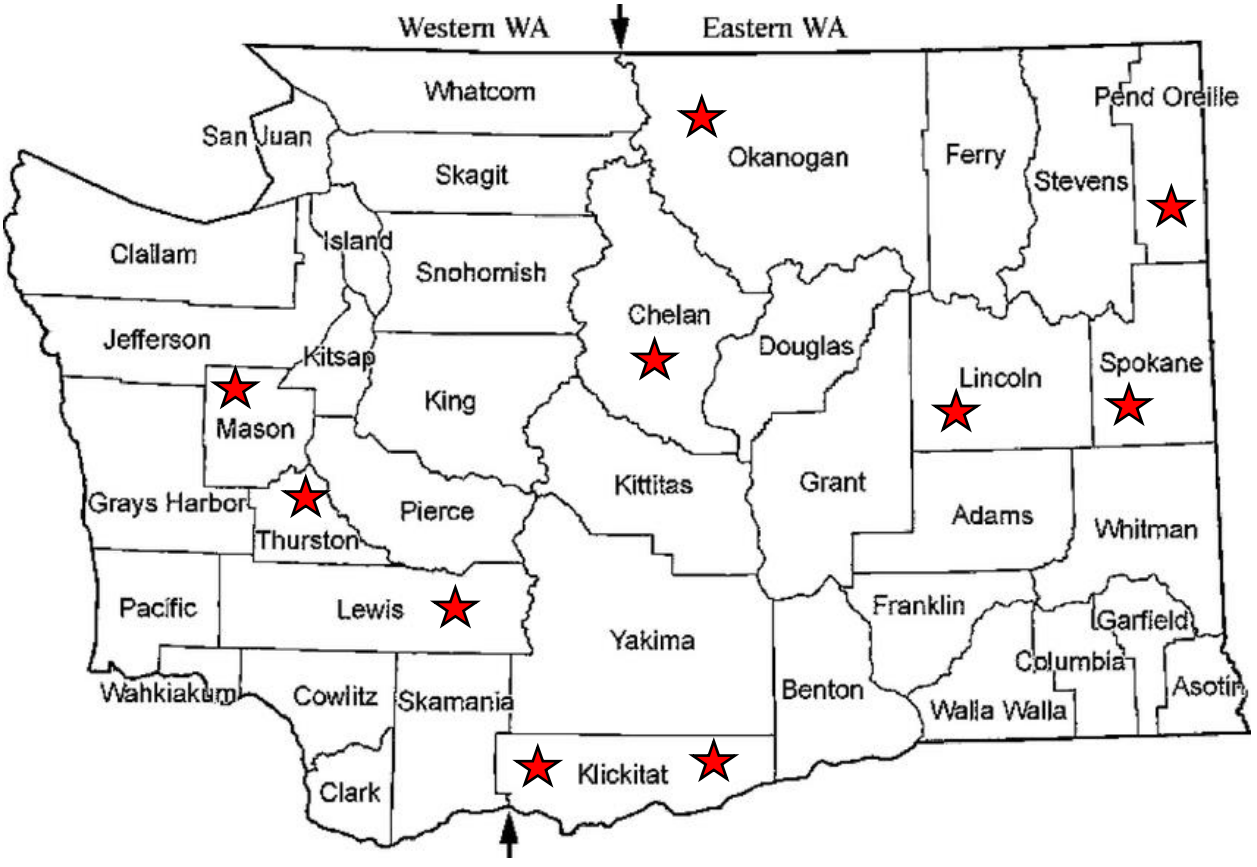 Western WA
Eastern WA
Whatcom
San Juan
Skagit
Okanogan
Ferry
Stevens
Pend Oreille
Island
Clallam
Snohomish
Chelan
Jefferson
Kitsap
Douglas
King
Lincoln
Spokane
Mason
Grays Harbor
Thurston
Pierce
Kittitas
Grant
Adams
Whitman
Pacific
Lewis
Yakima
Franklin
Garfield
Columbia
Wahkiakum
Cowlitz
Skamania
Benton
Walla Walla
Asotin
Clark
Klickitat